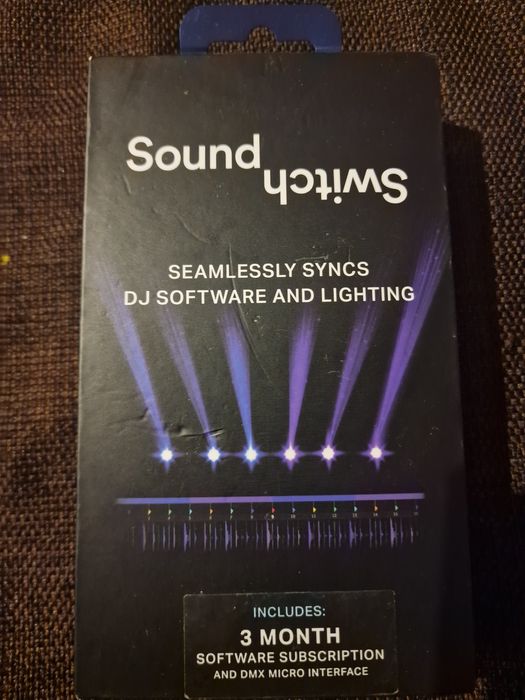 Sound
Switch
SEAMLESSLY SYNCS
DJ SOFTWARE AND LIGHTING
INCLUDES:
3 MONTH
SOFTWARE SUBSCRIPTION
AND DMX MICRO INTERFACE